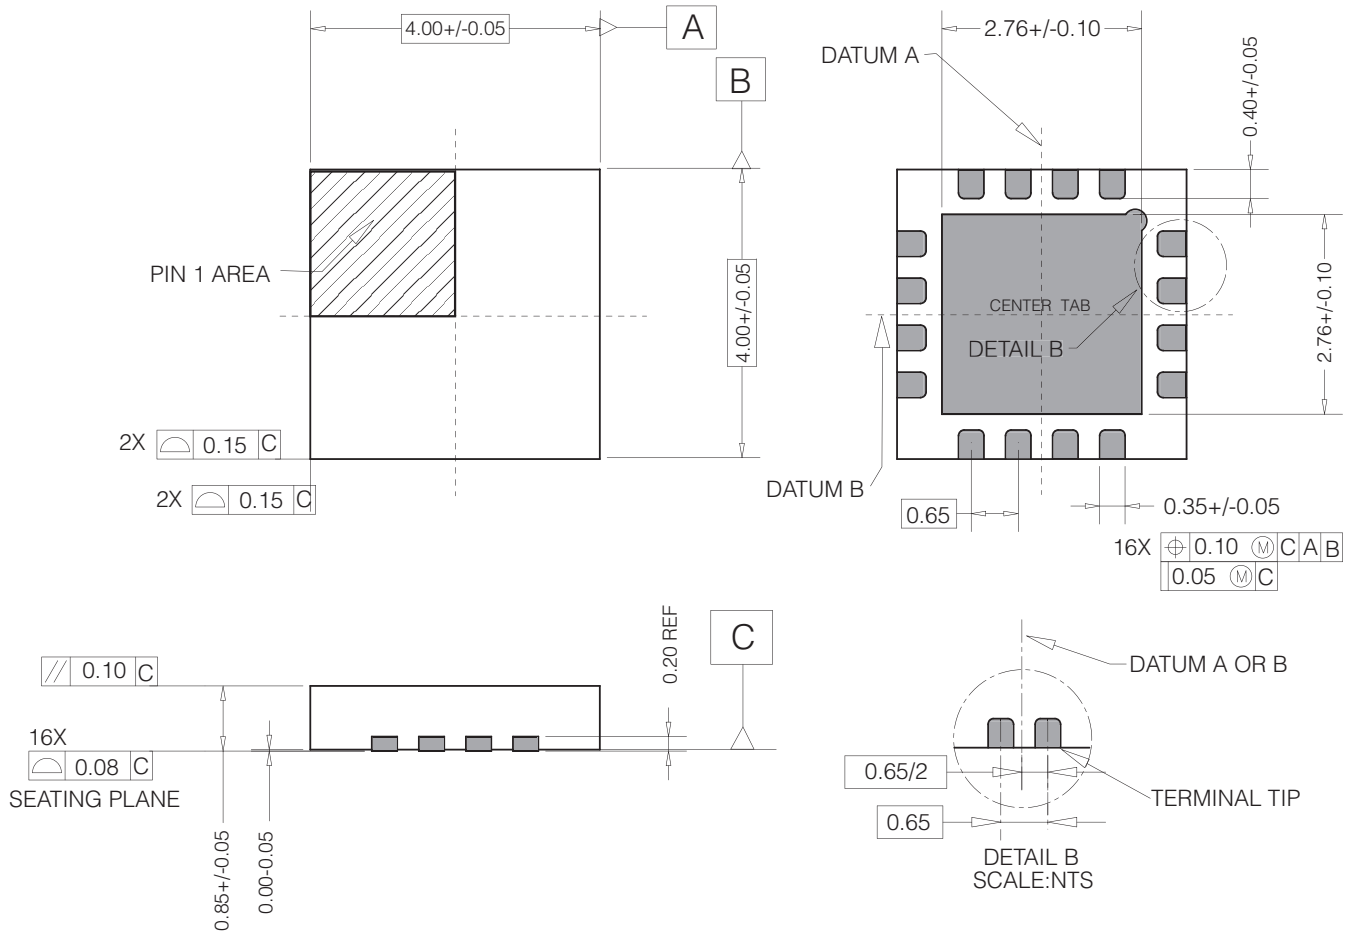 4.00+/-0.05
A
B
PIN 1 AREA
4.00+/-0.05
2X ⌓ 0.15 C
2X ⌓ 0.15 C
DATUM A
2.76+/-0.10
0.40+/-0.05
CENTER TAB
DETAIL B
2.76+/-0.10
DATUM B
0.65
0.35+/-0.05
16X ⌖ 0.10 Ⓜ C A B
0.05 Ⓜ C
// 0.10 C
16X
⌓ 0.08 C
SEATING PLANE
0.85+/-0.05
0.00-0.05
0.20 REF
C
DATUM A OR B
0.65/2
TERMINAL TIP
0.65
DETAIL B
SCALE:NTS